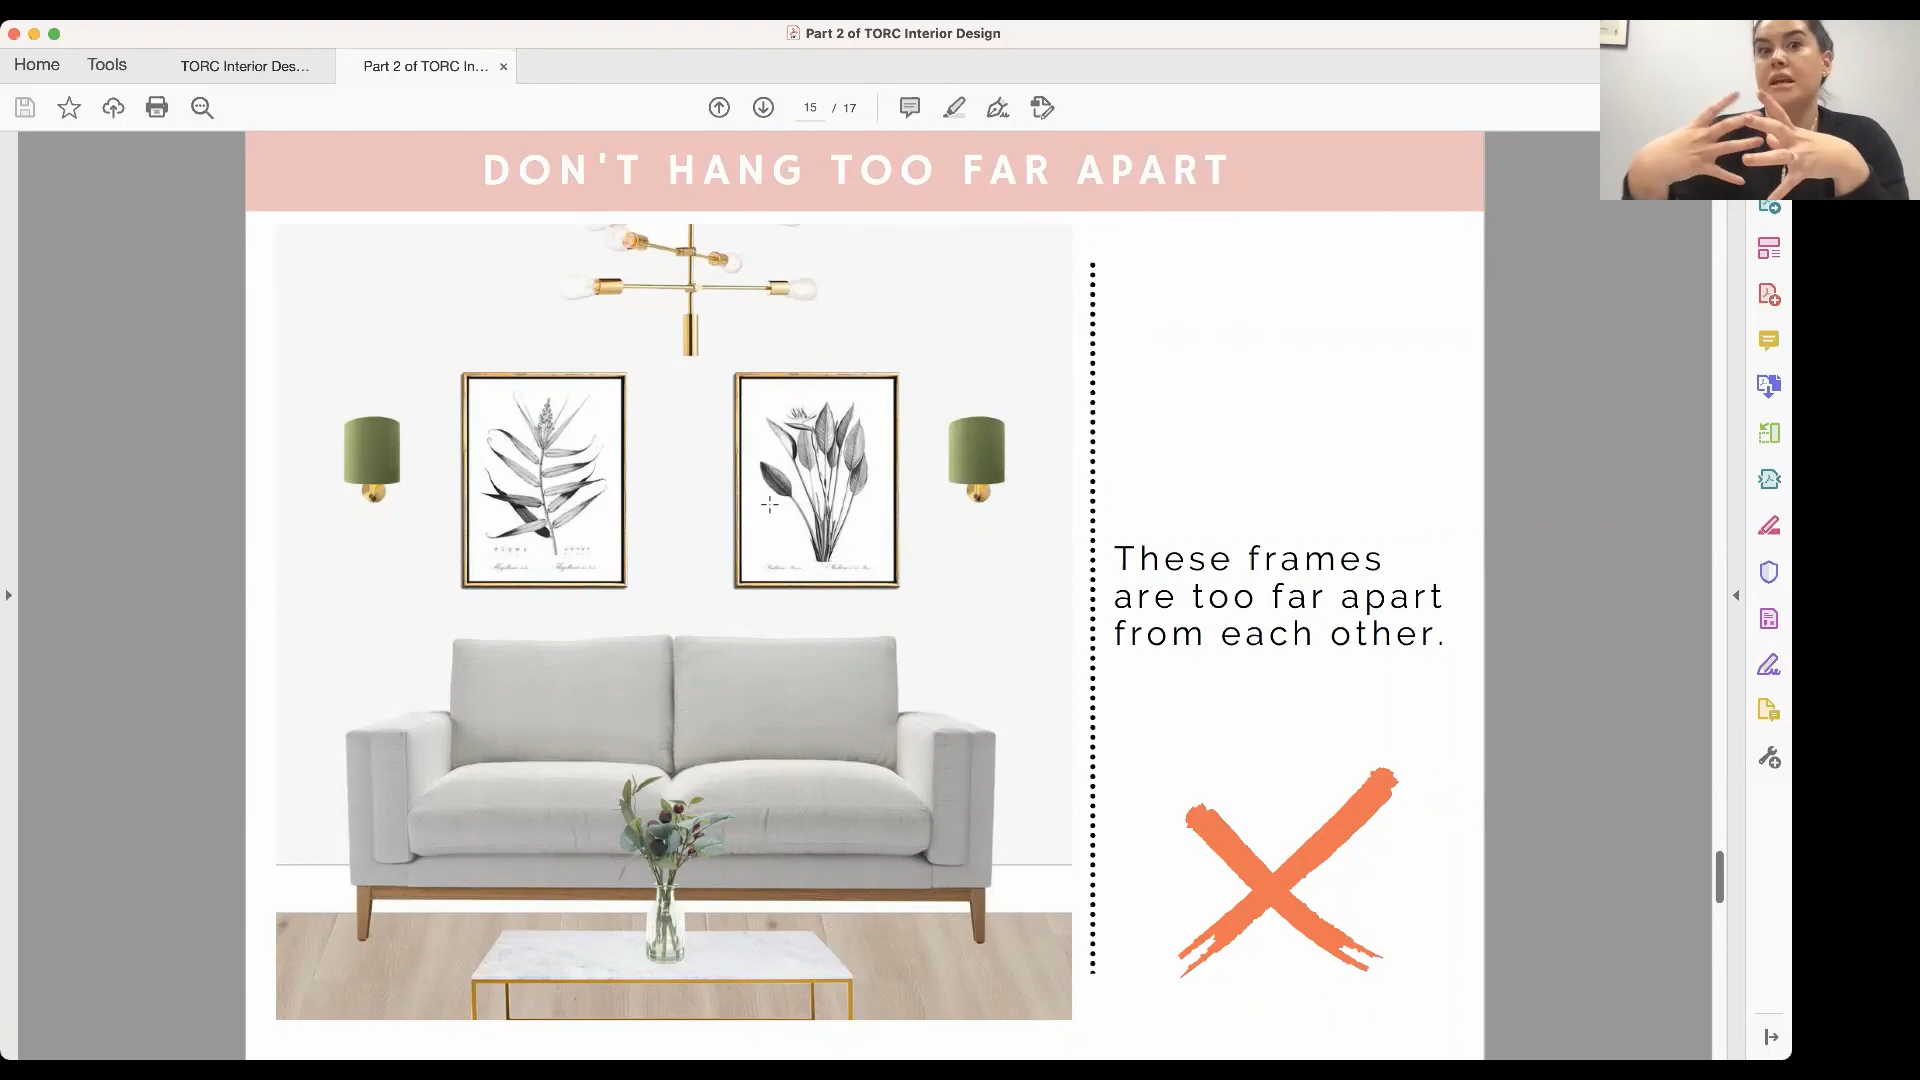 Part 2 of TORC Interior Design
Home Tools TORC Interior Des... Part 2 of TORC In... ×
15 / 17
DON'T HANG TOO FAR APART
These frames
are too far apart
from each other.